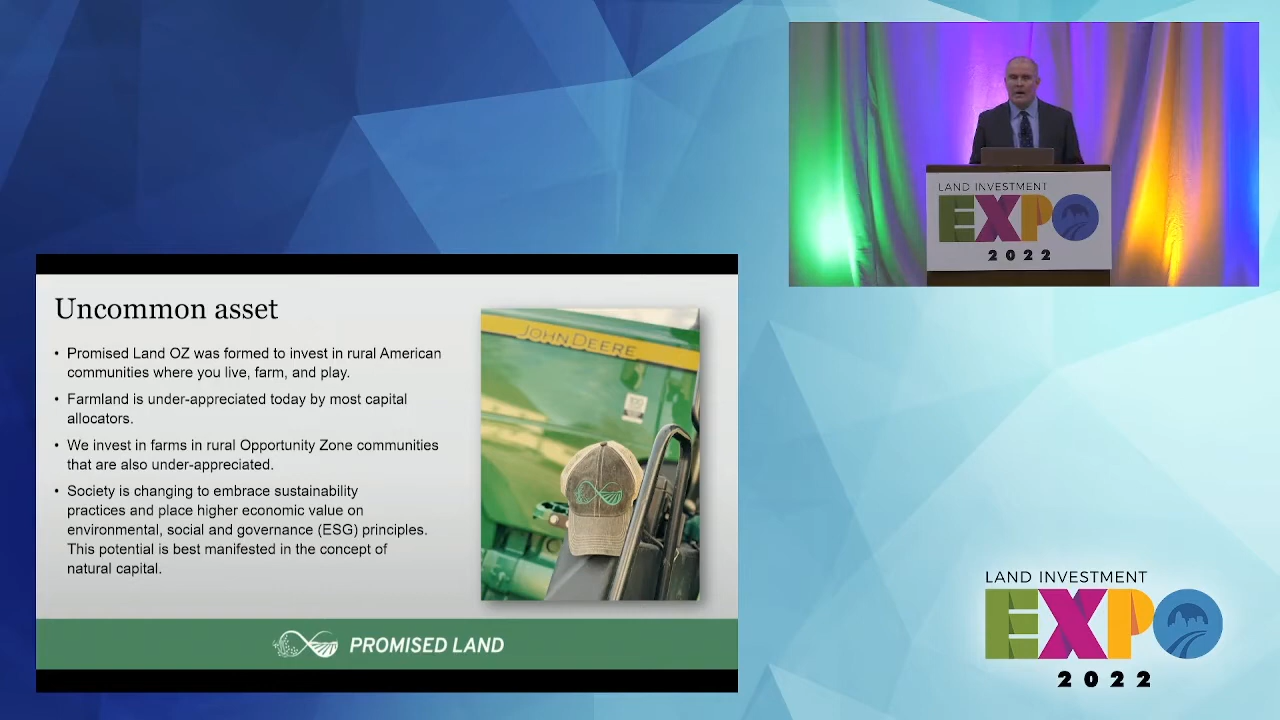 LAND INVESTMENT
EXPO
2022
Uncommon asset
• Promised Land OZ was formed to invest in rural American
communities where you live, farm, and play.
• Farmland is under-appreciated today by most capital
allocators.
• We invest in farms in rural Opportunity Zone communities
that are also under-appreciated.
• Society is changing to embrace sustainability
practices and place higher economic value on
environmental, social and governance (ESG) principles.
This potential is best manifested in the concept of
natural capital.
JOHN DEERE
PROMISED LAND
LAND INVESTMENT
EXPO
2022